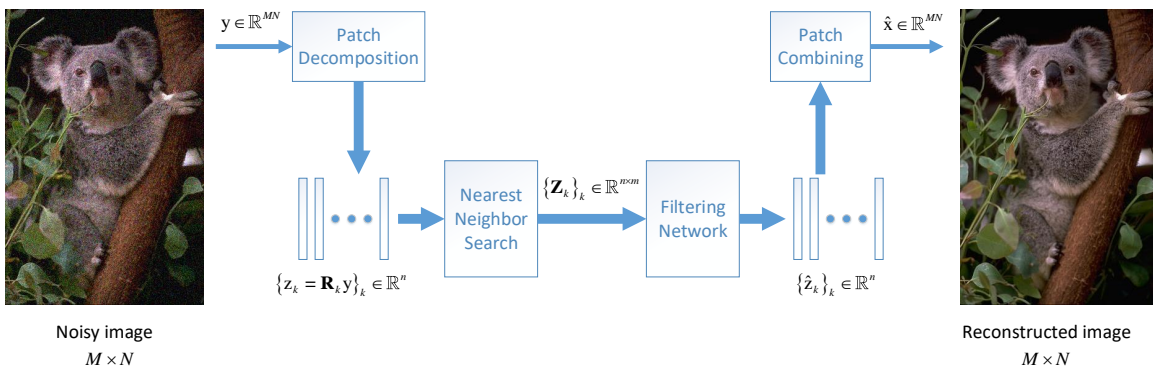 y ∈ ℝ^{MN}
Patch
Decomposition
Patch
Combining
x̂ ∈ ℝ^{MN}
Nearest
Neighbor
Search
{Z_k}_k ∈ ℝ^{n×m}
Filtering
Network
{z_k = R_k y}_k ∈ ℝ^n
{ẑ_k}_k ∈ ℝ^n
Noisy image
M × N
Reconstructed image
M × N